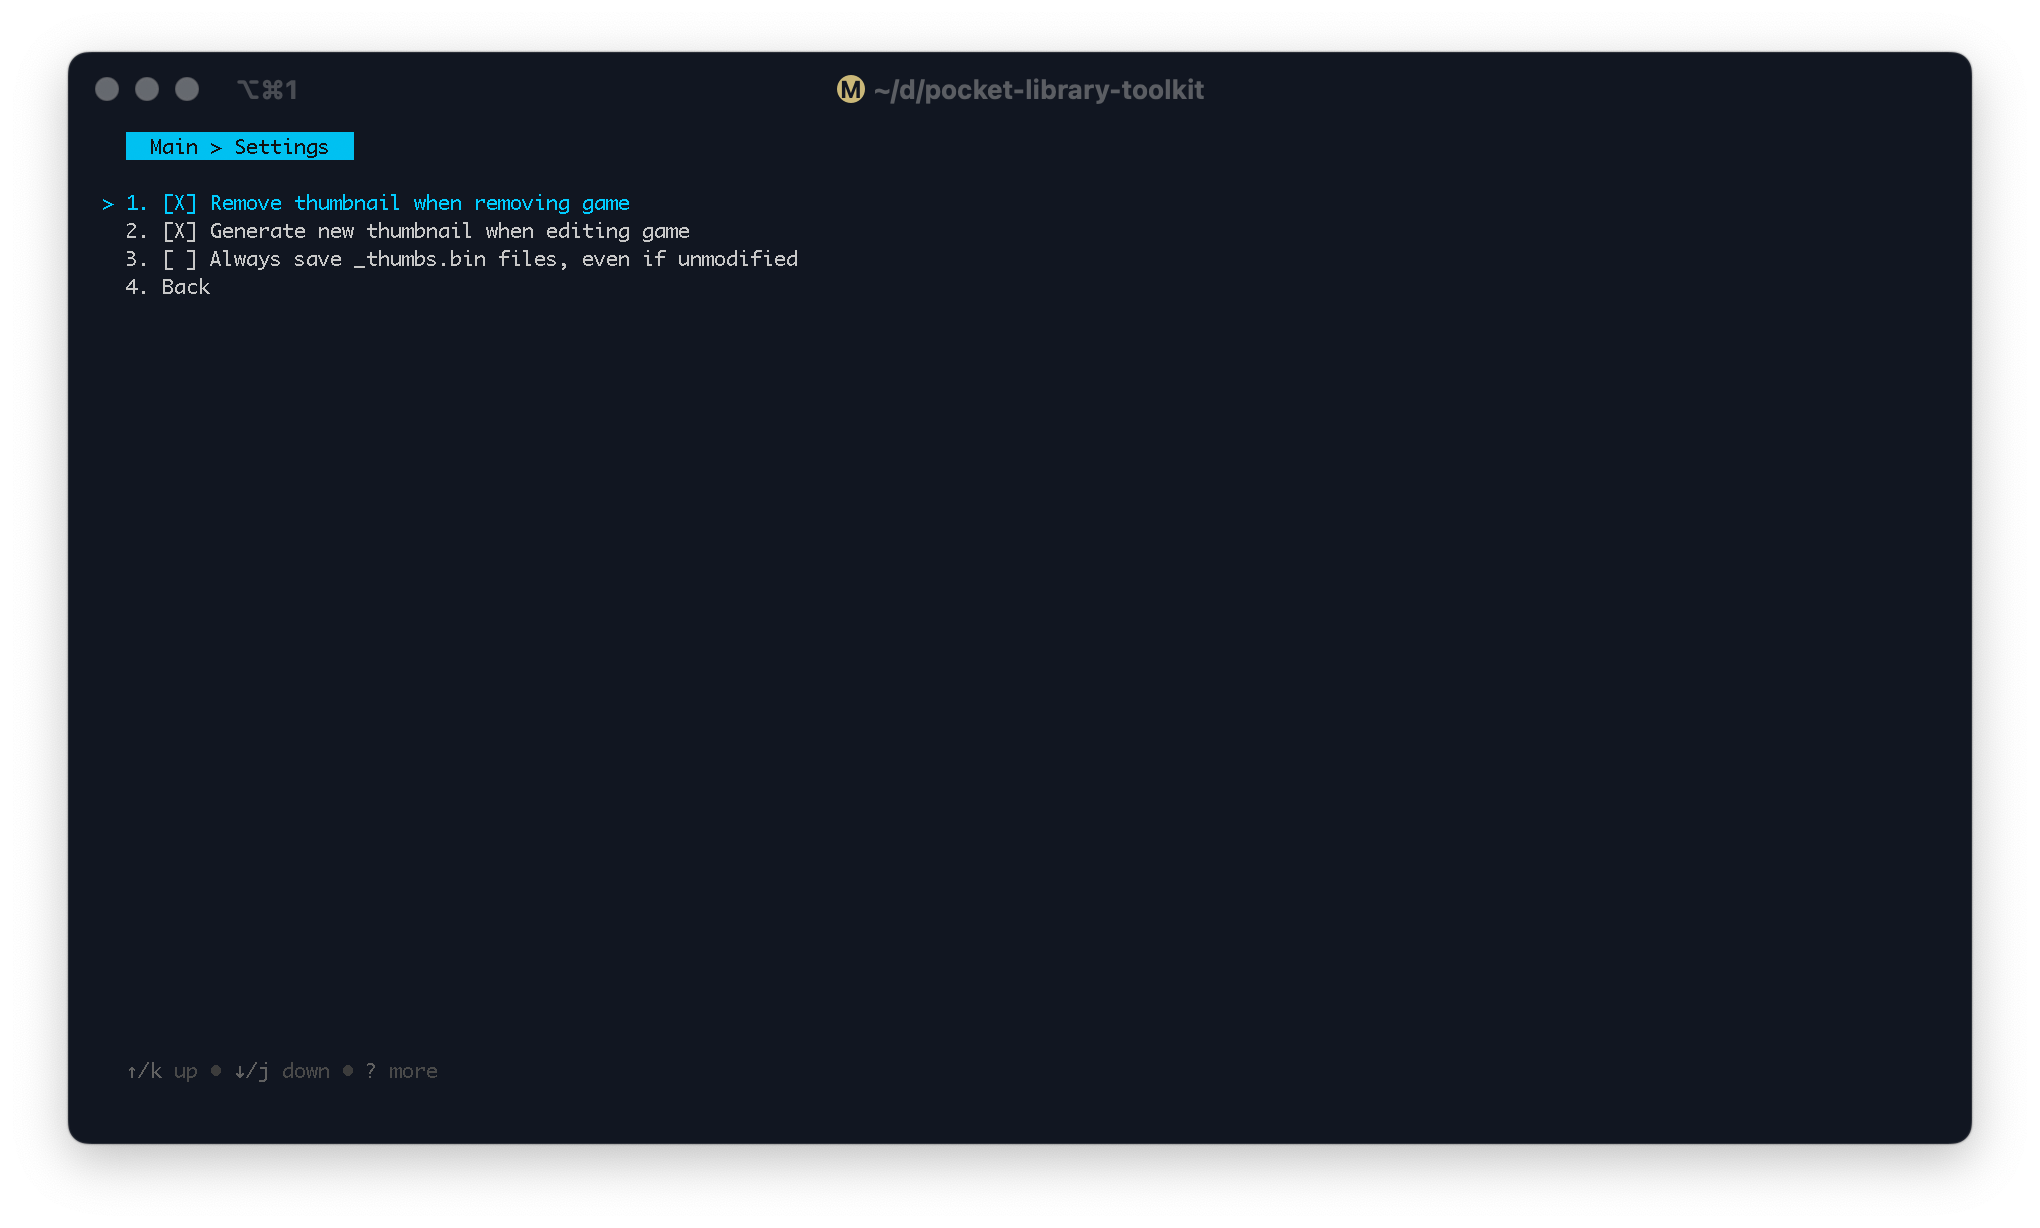 ⌥⌘1
M ~/d/pocket-library-toolkit
Main > Settings
> 1. [X] Remove thumbnail when removing game
2. [X] Generate new thumbnail when editing game
3. [ ] Always save _thumbs.bin files, even if unmodified
4. Back
↑/k up • ↓/j down • ? more